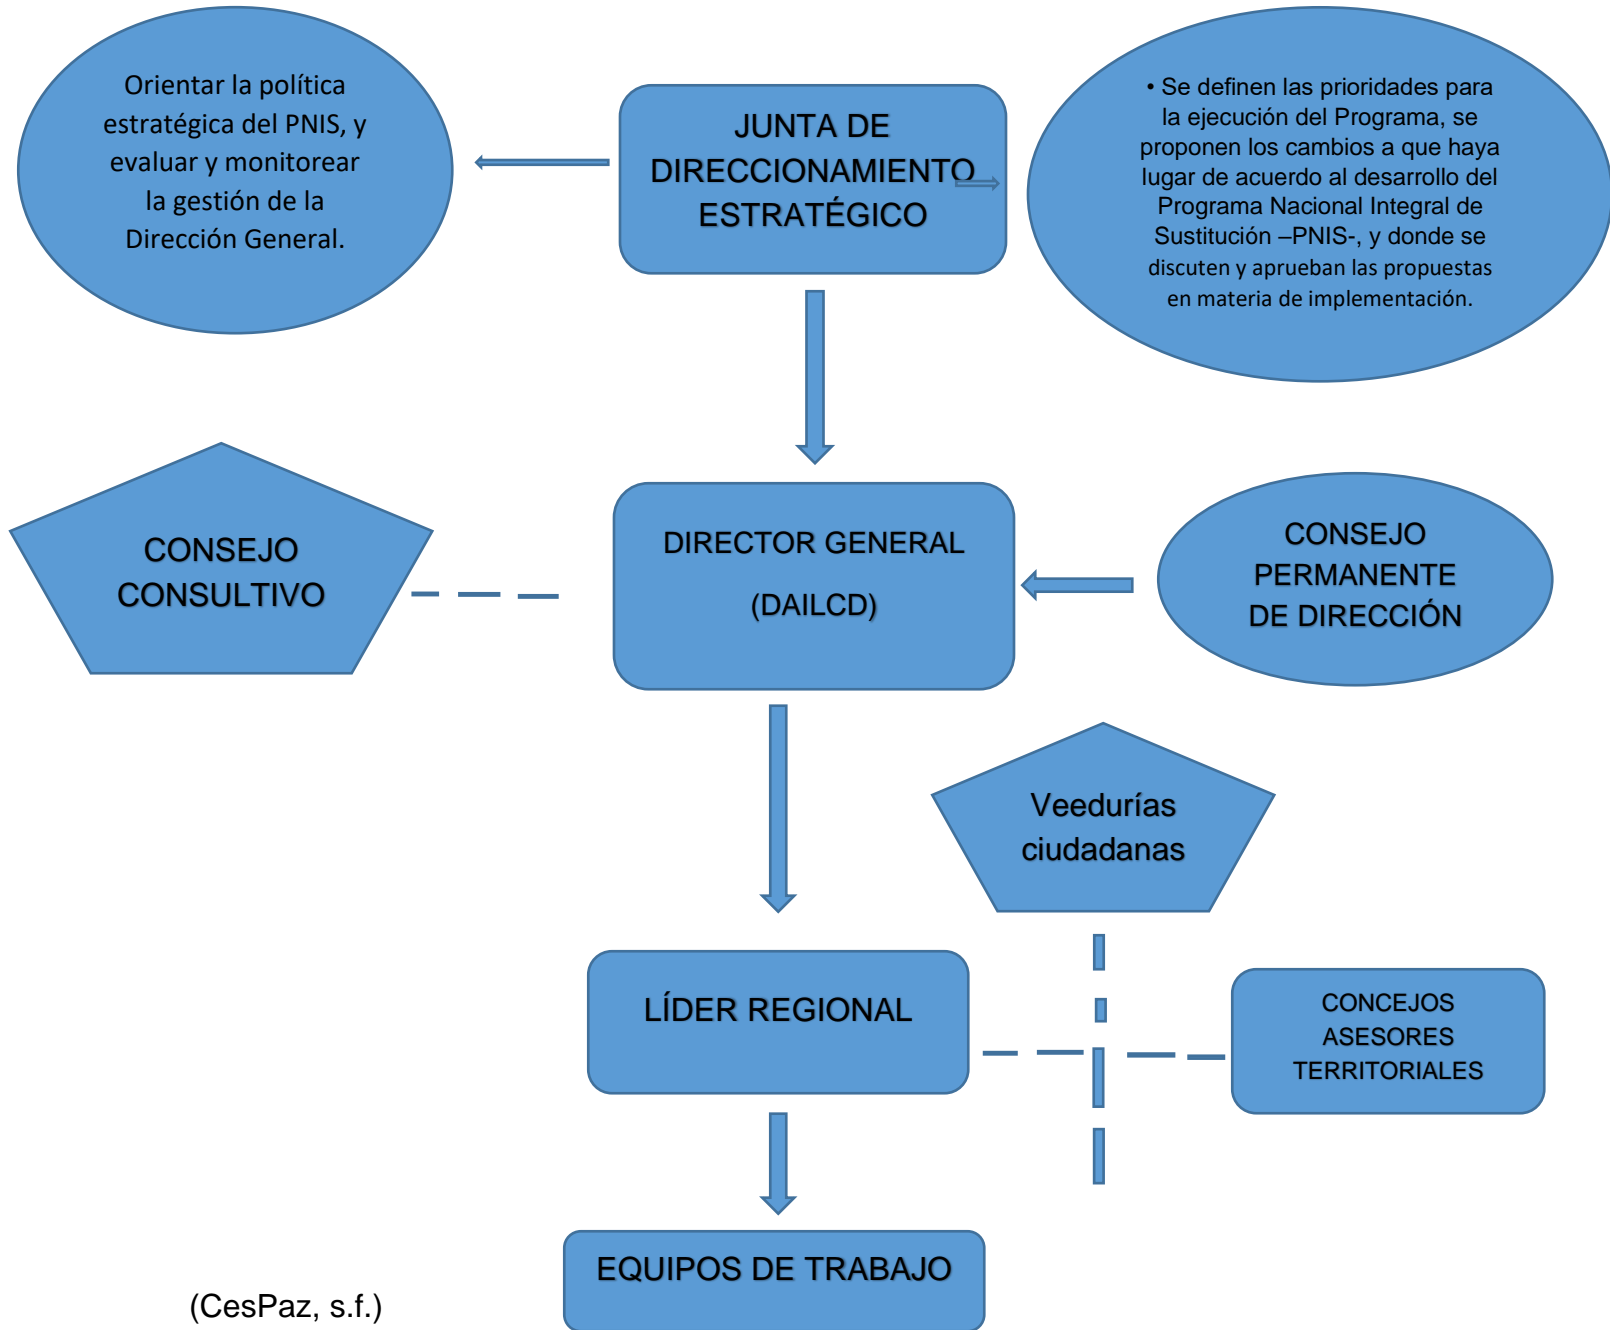 Orientar la política
estratégica del PNIS, y
evaluar y monitorear
la gestión de la
Dirección General.
JUNTA DE
DIRECCIONAMIENTO
ESTRATÉGICO
• Se definen las prioridades para
la ejecución del Programa, se
proponen los cambios a que haya
lugar de acuerdo al desarrollo del
Programa Nacional Integral de
Sustitución –PNIS-, y donde se
discuten y aprueban las propuestas
en materia de implementación.
CONSEJO
CONSULTIVO
DIRECTOR GENERAL
(DAILCD)
CONSEJO
PERMANENTE
DE DIRECCIÓN
Veedurías
ciudadanas
LÍDER REGIONAL
CONCEJOS
ASESORES
TERRITORIALES
EQUIPOS DE TRABAJO
(CesPaz, s.f.)